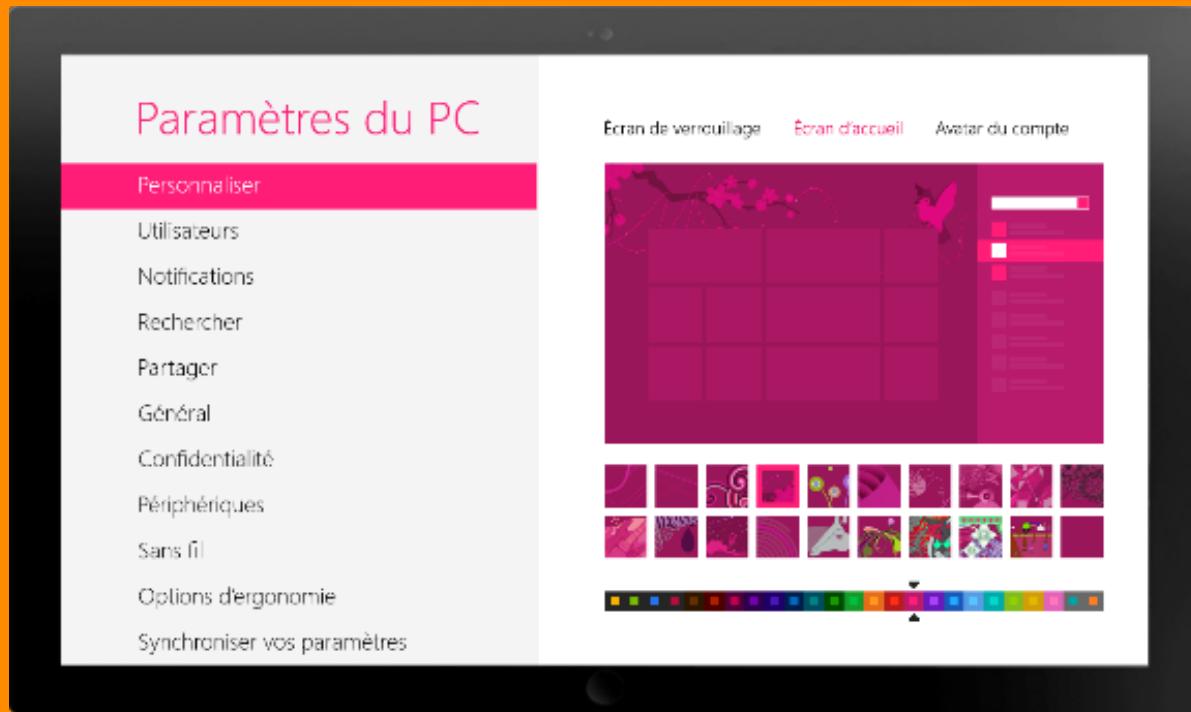 Paramètres du PC
Personnaliser
Utilisateurs
Notifications
Rechercher
Partager
Général
Confidentialité
Périphériques
Sans fil
Options d'ergonomie
Synchroniser vos paramètres
Écran de verrouillage Écran d'accueil Avatar du compte